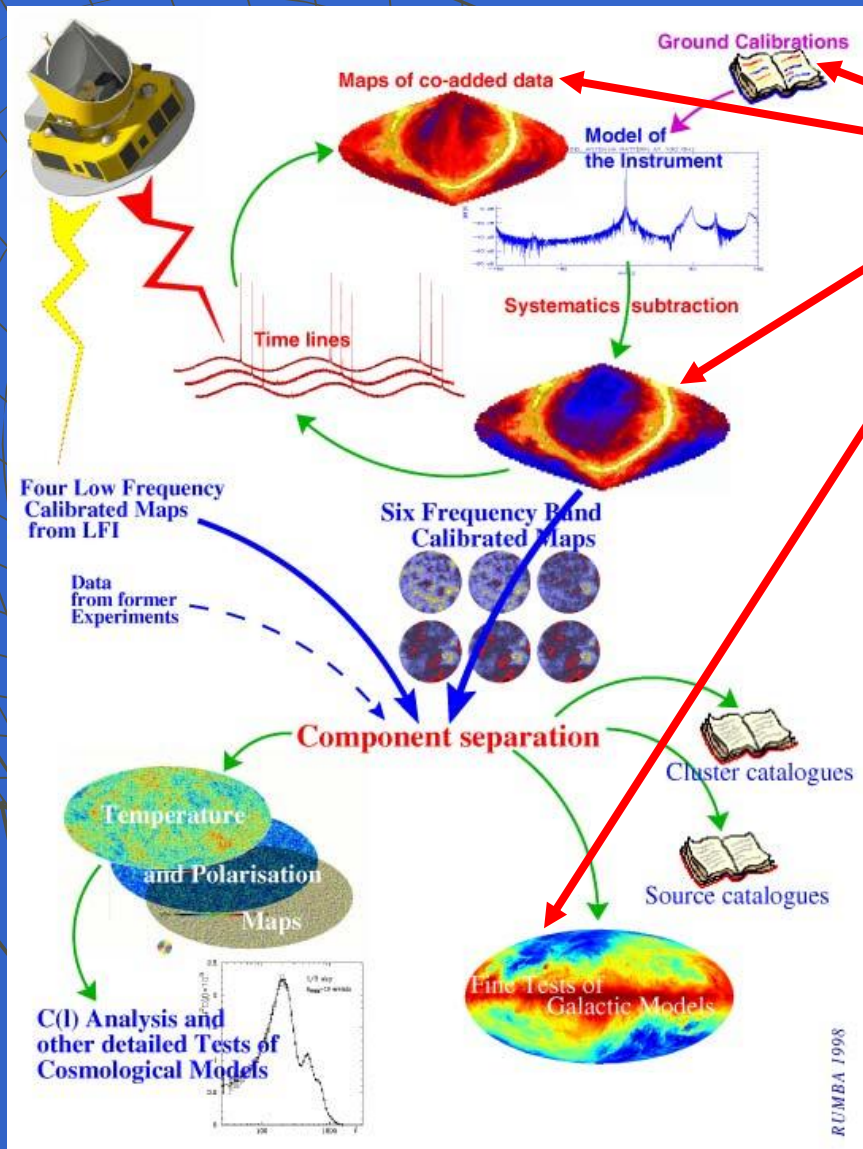 Ground Calibrations
Maps of co-added data
Model of
the Instrument
Systematics subtraction
Time lines
Four Low Frequency
Calibrated Maps
from LFI
Six Frequency Band
Calibrated Maps
Data
from former
Experiments
Component separation
Cluster catalogues
Temperature
and Polarisation
Maps
Source catalogues
Fine Tests of
Galactic Models
C(l) Analysis and
other detailed Tests of
Cosmological Models
100
1000
RUMBA 1998